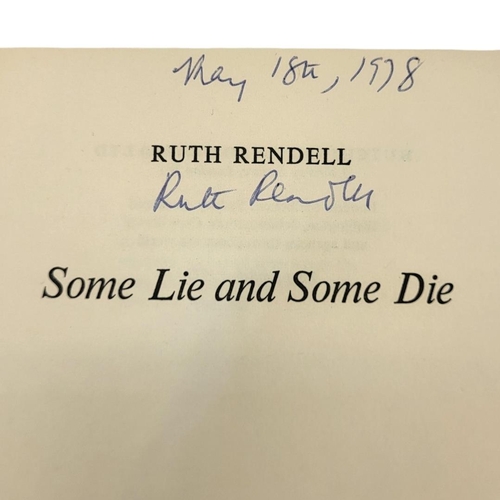 May 18th, 1978
RUTH RENDELL
Ruth Rendell
Some Lie and Some Die